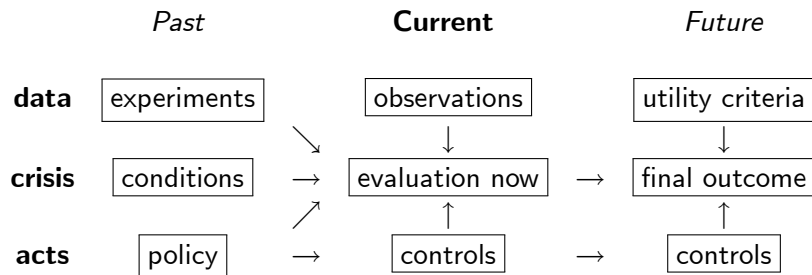 Past Current Future
data experiments observations utility criteria
crisis conditions evaluation now final outcome
acts policy controls controls